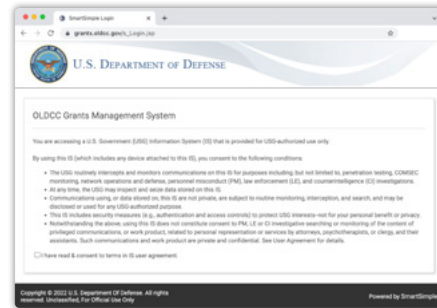 SmartSimple Login
grants.oldcc.gov/s_Login.jsp
U.S. DEPARTMENT OF DEFENSE
OLDCC Grants Management System
You are accessing a U.S. Government (USG) Information System (IS) that is provided for USG-authorized use only.
By using this IS (which includes any device attached to this IS), you consent to the following conditions:
• The USG routinely intercepts and monitors communications on this IS for purposes including, but not limited to, penetration testing, COMSEC
monitoring, network operations and defense, personnel misconduct (PM), law enforcement (LE), and counterintelligence (CI) investigations.
• At any time, the USG may inspect and seize data stored on this IS.
• Communications using, or data stored on, this IS are not private, are subject to routine monitoring, interception, and search, and may be
disclosed or used for any USG-authorized purpose.
• This IS includes security measures (e.g., authentication and access controls) to protect USG interests-not for your personal benefit or privacy.
• Notwithstanding the above, using this IS does not constitute consent to PM, LE or CI investigative searching or monitoring of the content of
privileged communications, or work product, related to personal representation or services by attorneys, psychotherapists, or clergy, and their
assistants. Such communications and work product are private and confidential. See User Agreement for details.
I have read & consent to terms in IS user agreement.
Copyright © 2022 U.S. Department Of Defense. All rights
reserved. Unclassified, For Official Use Only
Powered by SmartSimple